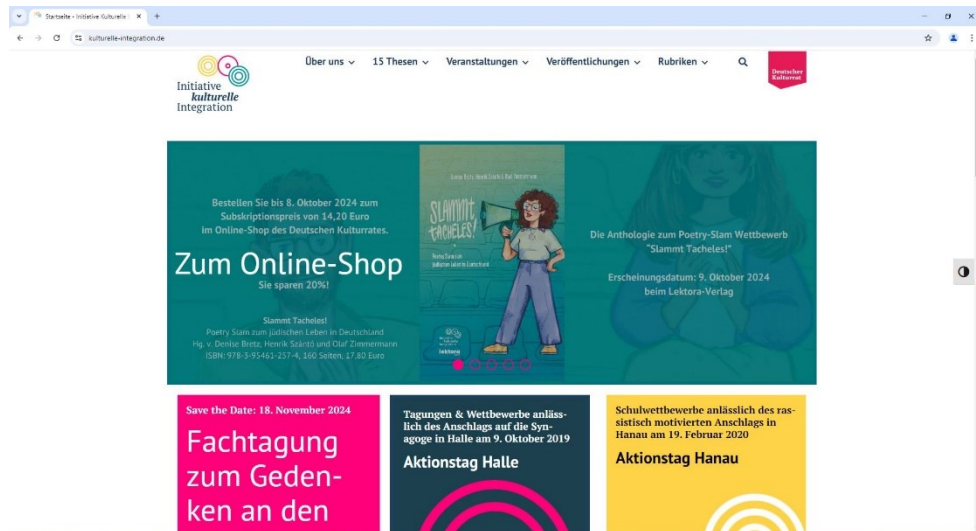 Startseite - Initiative Kulturelle
kulturelle-integration.de
Initiative
kulturelle
Integration
Über uns
15 Thesen
Veranstaltungen
Veröffentlichungen
Rubriken
Deutscher
Kulturrat
Bestellen Sie bis 8. Oktober 2024 zum
Subskriptionspreis von 14,20 Euro
im Online-Shop des Deutschen Kulturrates.
Zum Online-Shop
Sie sparen 20%!
Slammt Tacheles!
Poetry Slam zum jüdischen Leben in Deutschland
Hg. v. Denise Bretz, Henrik Szántó und Olaf Zimmermann
ISBN: 978-3-95461-257-4, 160 Seiten, 17,80 Euro
SLAMMT
TACHELES!
lektora
Die Anthologie zum Poetry-Slam Wettbewerb
"Slammt Tacheles!"
Erscheinungsdatum: 9. Oktober 2024
beim Lektora-Verlag
Save the Date: 18. November 2024
Fachtagung
zum Geden-
ken an den
Tagungen & Wettbewerbe anläss-
lich des Anschlags auf die Syn-
agoge in Halle am 9. Oktober 2019
Aktionstag Halle
Schulwettbewerbe anlässlich des ras-
sistisch motivierten Anschlags in
Hanau am 19. Februar 2020
Aktionstag Hanau